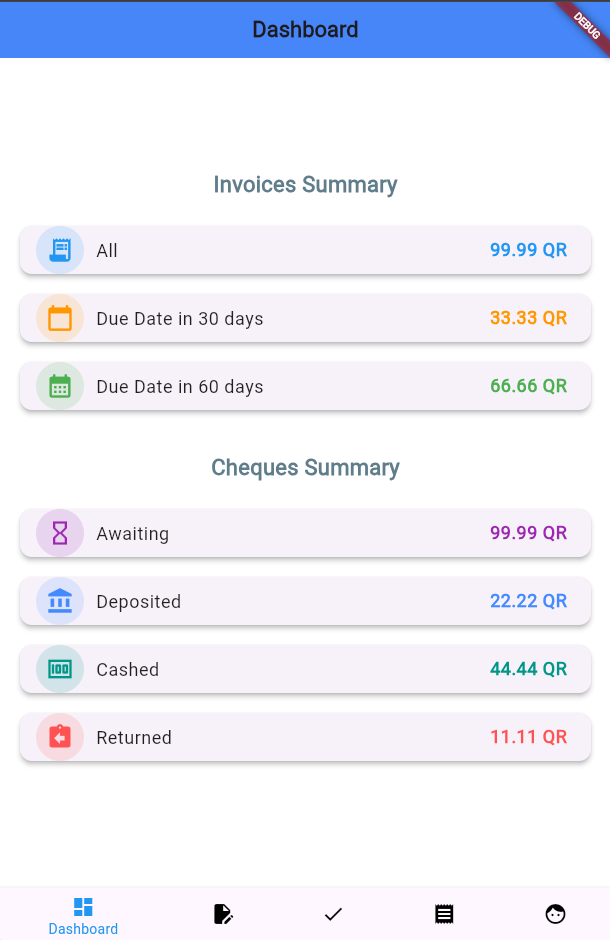 Dashboard
DEBUG
Invoices Summary
All 99.99 QR
Due Date in 30 days 33.33 QR
Due Date in 60 days 66.66 QR
Cheques Summary
Awaiting 99.99 QR
Deposited 22.22 QR
100
Cashed 44.44 QR
Returned 11.11 QR
Dashboard